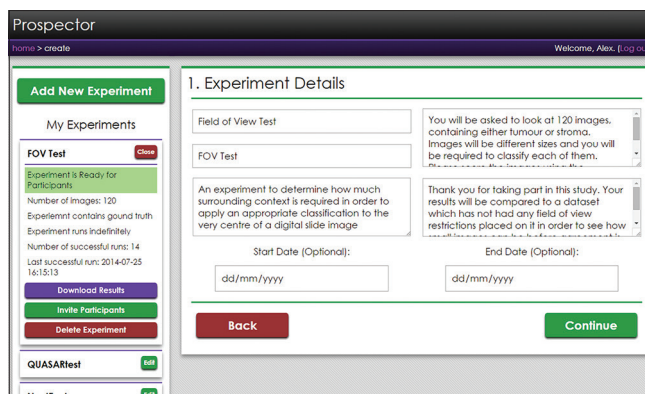 Prospector
home > create
Welcome, Alex. (Log ou
Add New Experiment
My Experiments
FOV Test
Close
Experiment is Ready for
Participants
Number of images: 120
Experiemnt contains gound truth
Experiment runs indefinitely
Number of successful runs: 14
Last successful run: 2014-07-25
16:15:13
Download Results
Invite Participants
Delete Experiment
QUASARtest
Edit
1. Experiment Details
Field of View Test
FOV Test
An experiment to determine how much
surrounding context is required in order to
apply an appropriate classification to the
very centre of a digital slide image
You will be asked to look at 120 images,
containing either tumour or stroma.
Images will be different sizes and you will
be required to classify each of them.
Thank you for taking part in this study. Your
results will be compared to a dataset
which has not had any field of view
restrictions placed on it in order to see how
Start Date (Optional):
dd/mm/yyyy
End Date (Optional):
dd/mm/yyyy
Back
Continue